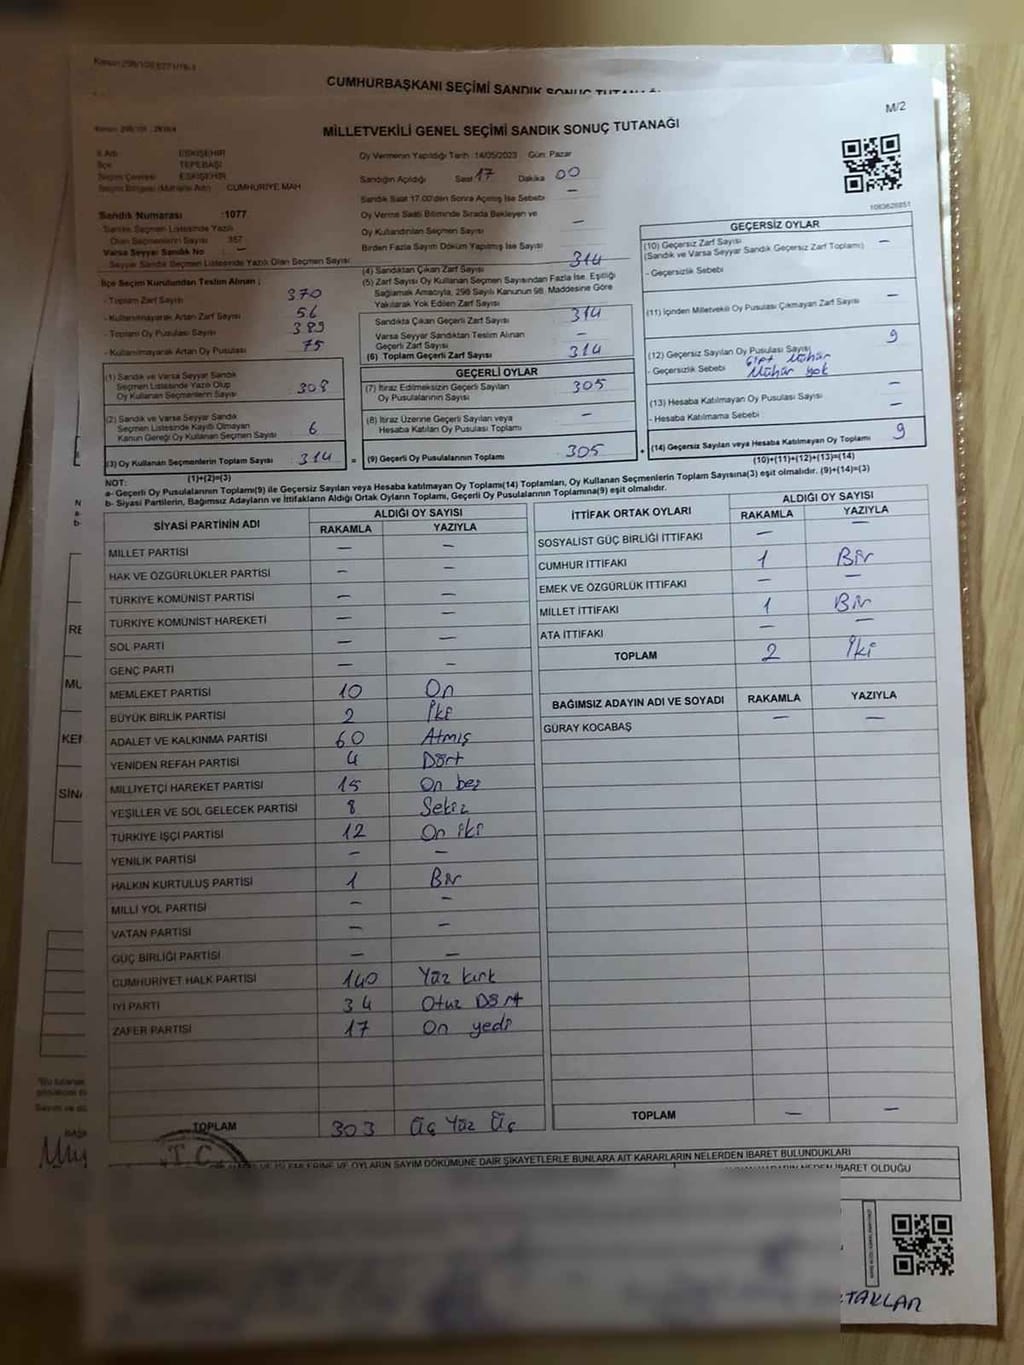 CUMHURBAŞKANI SEÇİMİ SANDIK SONUÇ TUTANAĞI
M/2
MİLLETVEKİLİ GENEL SEÇİMİ SANDIK SONUÇ TUTANAĞI
İl Adı ESKİŞEHİR
İlçe TEPEBAŞI
Seçim Çevresi ESKİŞEHİR
Seçim Bölgesi (Mahalle Adı) CUMHURİYE MAH
Oy Vermenin Yapıldığı Tarih :14/05/2023 Gün: Pazar
Sandığın Açıldığı Saat 17 Dakika 00
Sandık Saat 17.00'den Sonra Açılmış İse Sebebi —
Oy Verme Saati Bitiminde Sırada Bekleyen ve
Oy Kullandırılan Seçmen Sayısı —
Birden Fazla Sayım Döküm Yapılmış İse Sayısı —
1083626851
Sandık Numarası :1077
Sandık Seçmen Listesinde Yazılı
Olan Seçmenlerin Sayısı 357
Varsa Seyyar Sandık No —
Seyyar Sandık Seçmen Listesinde Yazılı Olan Seçmen Sayısı
İlçe Seçim Kurulundan Teslim Alınan ;
- Toplam Zarf Sayısı 370
- Kullanılmayarak Artan Zarf Sayısı 56
- Toplam Oy Pusulası Sayısı 389
- Kullanılmayarak Artan Oy Pusulası 75
(1) Sandık ve Varsa Seyyar Sandık
Seçmen Listesinde Yazılı Olup
Oy Kullanan Seçmenlerin Sayısı 308
(2) Sandık ve Varsa Seyyar Sandık
Seçmen Listesinde Kayıtlı Olmayan
Kanun Gereği Oy Kullanan Seçmen Sayısı 6
(3) Oy Kullanan Seçmenlerin Toplam Sayısı 314
(1)+(2)=(3)
(4) Sandıktan Çıkan Zarf Sayısı 314
(5) Zarf Sayısı Oy Kullanan Seçmen Sayısından Fazla İse, Eşitliği
Sağlamak Amacıyla, 298 Sayılı Kanunun 98. Maddesine Göre
Yakılarak Yok Edilen Zarf Sayısı —
Sandıkta Çıkan Geçerli Zarf Sayısı 314
Varsa Seyyar Sandıktan Teslim Alınan
Geçerli Zarf Sayısı —
(6) Toplam Geçerli Zarf Sayısı 314
GEÇERLİ OYLAR
(7) İtiraz Edilmeksizin Geçerli Sayılan
Oy Pusulalarının Sayısı 305
(8) İtiraz Üzerine Geçerli Sayılan veya
Hesaba Katılan Oy Pusulası Toplamı —
= (9) Geçerli Oy Pusulalarının Toplamı 305
GEÇERSİZ OYLAR
(10) Geçersiz Zarf Sayısı —
(Sandık ve Varsa Seyyar Sandık Geçersiz Zarf Toplamı)
- Geçersizlik Sebebi
(11) İçinden Milletvekili Oy Pusulası Çıkmayan Zarf Sayısı —
(12) Geçersiz Sayılan Oy Pusulası Sayısı 9
- Geçersizlik Sebebi Çift Mühür
Mühür yok
(13) Hesaba Katılmayan Oy Pusulası Sayısı —
- Hesaba Katılmama Sebebi —
+ (14) Geçersiz Sayılan veya Hesaba Katılmayan Oy Toplamı 9
(10)+(11)+(12)+(13)=(14)
NOT:
a- Geçerli Oy Pusulalarının Toplamı(9) ile Geçersiz Sayılan veya Hesaba katılmayan Oy Toplamı(14) Toplamları, Oy Kullanan Seçmenlerin Toplam Sayısına(3) eşit olmalıdır. (9)+(14)=(3)
b- Siyasi Partilerin, Bağımsız Adayların ve İttifakların Aldığı Ortak Oyların Toplamı, Geçerli Oy Pusulalarının Toplamına(9) eşit olmalıdır.
SİYASİ PARTİNİN ADI ALDIĞI OY SAYISI
RAKAMLA YAZIYLA
MİLLET PARTİSİ — —
HAK VE ÖZGÜRLÜKLER PARTİSİ — —
TÜRKİYE KOMÜNİST PARTİSİ — —
TÜRKİYE KOMÜNİST HAREKETİ — —
SOL PARTİ — —
GENÇ PARTİ — —
MEMLEKET PARTİSİ 10 On
BÜYÜK BİRLİK PARTİSİ 2 İki
ADALET VE KALKINMA PARTİSİ 60 Atmış
YENİDEN REFAH PARTİSİ 4 Dört
MİLLİYETÇİ HAREKET PARTİSİ 15 On beş
YEŞİLLER VE SOL GELECEK PARTİSİ 8 Sekiz
TÜRKİYE İŞÇİ PARTİSİ 12 On iki
YENİLİK PARTİSİ — —
HALKIN KURTULUŞ PARTİSİ 1 Bir
MİLLİ YOL PARTİSİ — —
VATAN PARTİSİ — —
GÜÇ BİRLİĞİ PARTİSİ — —
CUMHURİYET HALK PARTİSİ 140 Yüz kırk
İYİ PARTİ 34 Otuz Dört
ZAFER PARTİSİ 17 On yedi
TOPLAM 303 Üç Yüz Üç
İTTİFAK ORTAK OYLARI ALDIĞI OY SAYISI
RAKAMLA YAZIYLA
SOSYALİST GÜÇ BİRLİĞİ İTTİFAKI — —
CUMHUR İTTİFAKI 1 Bir
EMEK VE ÖZGÜRLÜK İTTİFAKI — —
MİLLET İTTİFAKI 1 Bir
ATA İTTİFAKI — —
TOPLAM 2 İki
BAĞIMSIZ ADAYIN ADI VE SOYADI RAKAMLA YAZIYLA
GÜRAY KOCABAŞ — —
TOPLAM — —
T.C.
OYLARIN SAYIM DÖKÜMÜNE DAİR ŞİKAYETLERLE BUNLARA AİT KARARLARIN NELERDEN İBARET BULUNDUKLARI
İBARET OLDUĞU